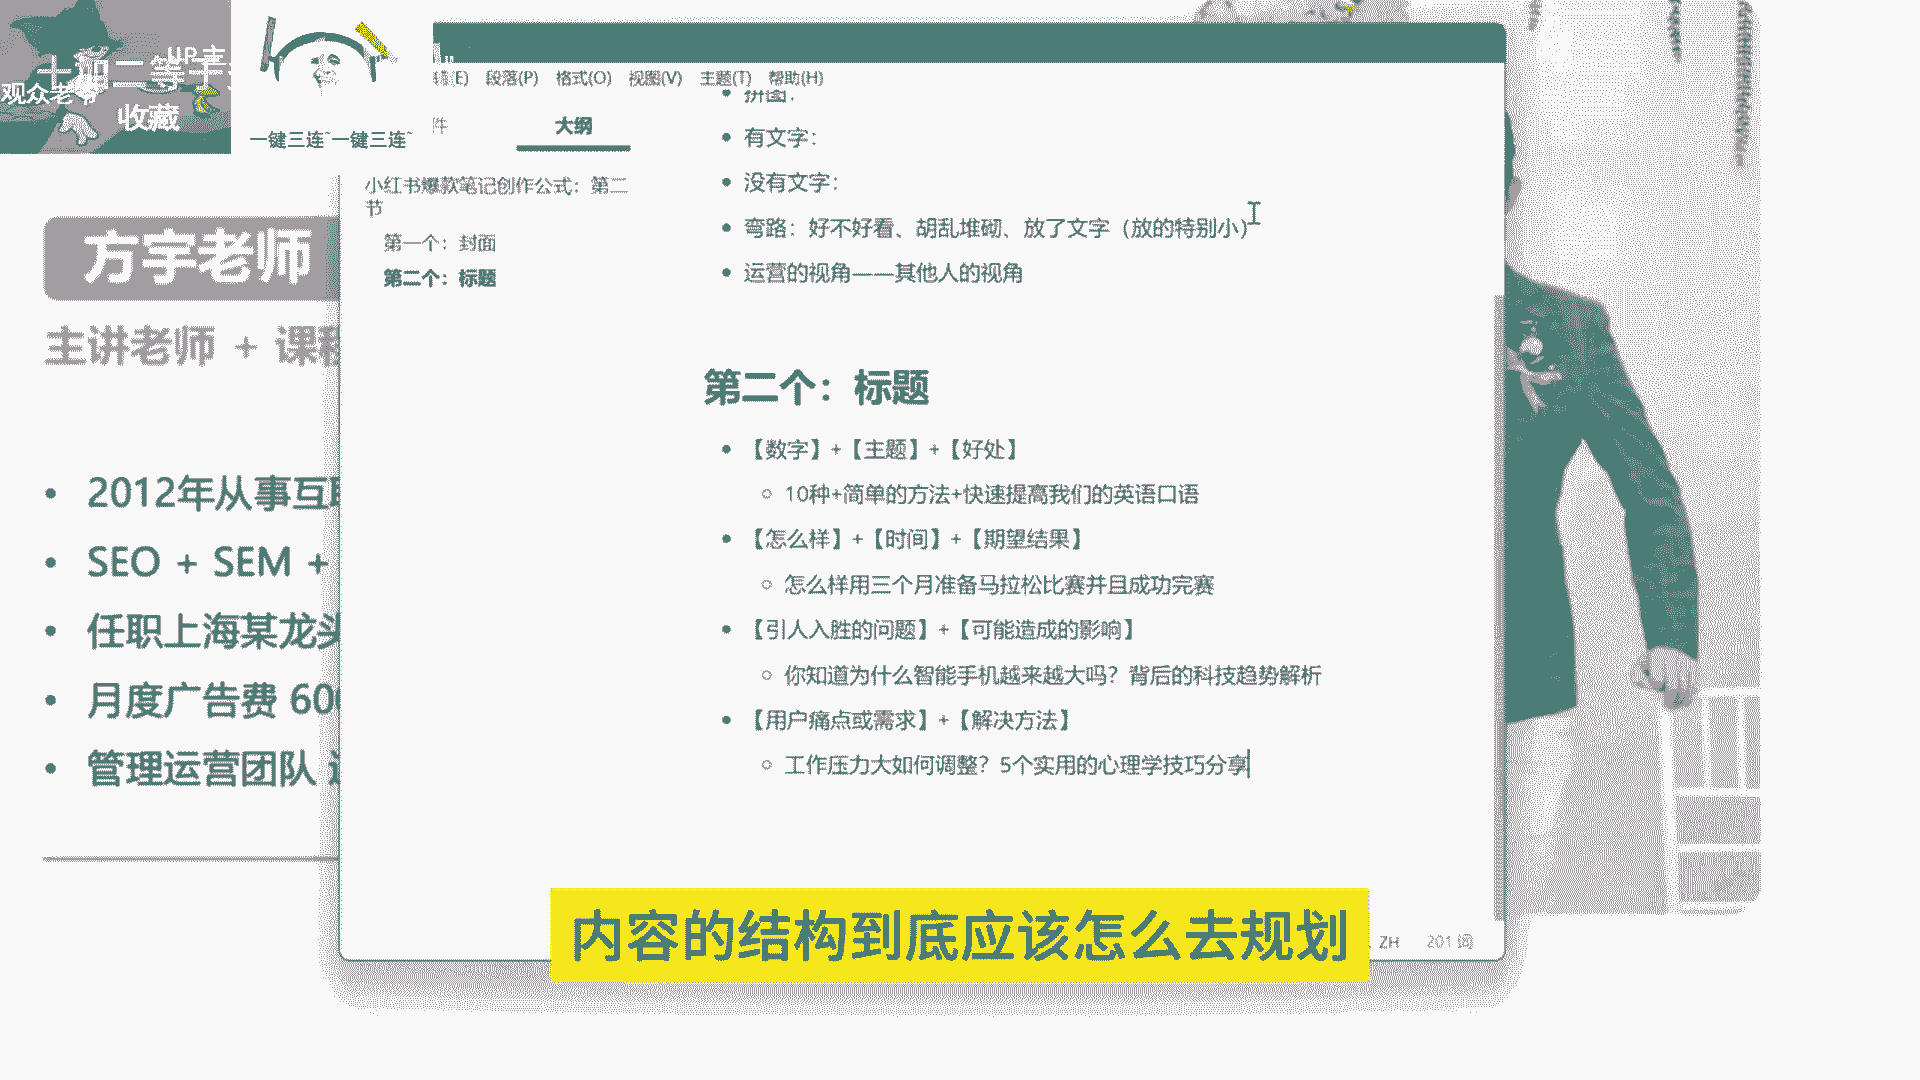 UP主
观众老爷
收藏
一键三连~一键三连~
(E) 段落(P) 格式(O) 视图(V) 主题(T) 帮助(H)
件
大纲
小红书爆款笔记创作公式：第二
节
第一个：封面
第二个：标题
方宇老师
主讲老师 + 课程
2012年从事互联
SEO + SEM +
任职上海某龙头
月度广告费 600
管理运营团队
拼图：
有文字：
没有文字：
弯路：好不好看、胡乱堆砌、放了文字（放的特别小）
运营的视角——其他人的视角
第二个：标题
【数字】+【主题】+【好处】
10种+简单的方法+快速提高我们的英语口语
【怎么样】+【时间】+【期望结果】
怎么样用三个月准备马拉松比赛并且成功完赛
【引人入胜的问题】+【可能造成的影响】
你知道为什么智能手机越来越大吗？背后的科技趋势解析
【用户痛点或需求】+【解决方法】
工作压力大如何调整？5个实用的心理学技巧分享
内容的结构到底应该怎么去规划
ZH 201 词